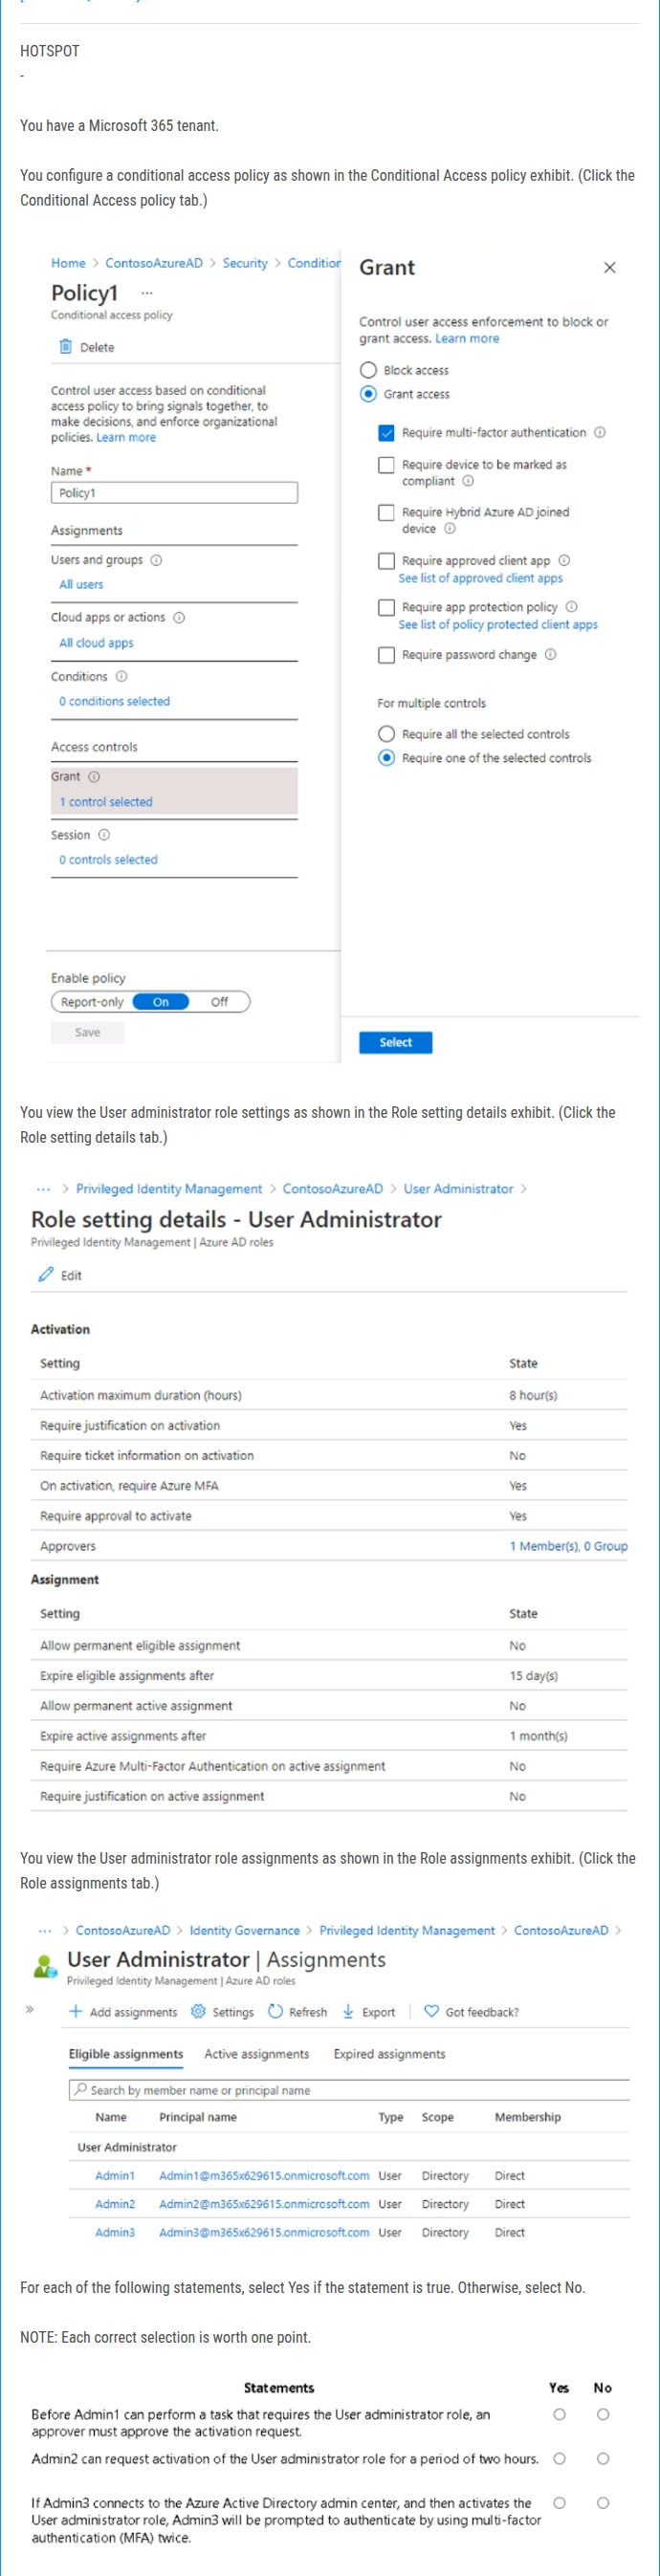 HOTSPOT
-
You have a Microsoft 365 tenant.
You configure a conditional access policy as shown in the Conditional Access policy exhibit. (Click the
Conditional Access policy tab.)
Home > ContosoAzureAD > Security > Condition
Policy1 ...
Conditional access policy
Delete
Control user access based on conditional
access policy to bring signals together, to
make decisions, and enforce organizational
policies. Learn more
Name *
Policy1
Assignments
Users and groups
All users
Cloud apps or actions
All cloud apps
Conditions
0 conditions selected
Access controls
Grant
1 control selected
Session
0 controls selected
Enable policy
Report-only On Off
Save
Grant
Control user access enforcement to block or
grant access. Learn more
Block access
Grant access
Require multi-factor authentication
Require device to be marked as
compliant
Require Hybrid Azure AD joined
device
Require approved client app
See list of approved client apps
Require app protection policy
See list of policy protected client apps
Require password change
For multiple controls
Require all the selected controls
Require one of the selected controls
Select
You view the User administrator role settings as shown in the Role setting details exhibit. (Click the
Role setting details tab.)
... > Privileged Identity Management > ContosoAzureAD > User Administrator >
Role setting details - User Administrator
Privileged Identity Management | Azure AD roles
Edit
Activation
Setting State
Activation maximum duration (hours) 8 hour(s)
Require justification on activation Yes
Require ticket information on activation No
On activation, require Azure MFA Yes
Require approval to activate Yes
Approvers 1 Member(s), 0 Group
Assignment
Setting State
Allow permanent eligible assignment No
Expire eligible assignments after 15 day(s)
Allow permanent active assignment No
Expire active assignments after 1 month(s)
Require Azure Multi-Factor Authentication on active assignment No
Require justification on active assignment No
You view the User administrator role assignments as shown in the Role assignments exhibit. (Click the
Role assignments tab.)
... > ContosoAzureAD > Identity Governance > Privileged Identity Management > ContosoAzureAD >
User Administrator | Assignments
Privileged Identity Management | Azure AD roles
» Add assignments Settings Refresh Export Got feedback?
Eligible assignments Active assignments Expired assignments
Search by member name or principal name
Name Principal name Type Scope Membership
User Administrator
Admin1 Admin1@m365x629615.onmicrosoft.com User Directory Direct
Admin2 Admin2@m365x629615.onmicrosoft.com User Directory Direct
Admin3 Admin3@m365x629615.onmicrosoft.com User Directory Direct
For each of the following statements, select Yes if the statement is true. Otherwise, select No.
NOTE: Each correct selection is worth one point.
Statements Yes No
Before Admin1 can perform a task that requires the User administrator role, an
approver must approve the activation request.
Admin2 can request activation of the User administrator role for a period of two hours.
If Admin3 connects to the Azure Active Directory admin center, and then activates the
User administrator role, Admin3 will be prompted to authenticate by using multi-factor
authentication (MFA) twice.